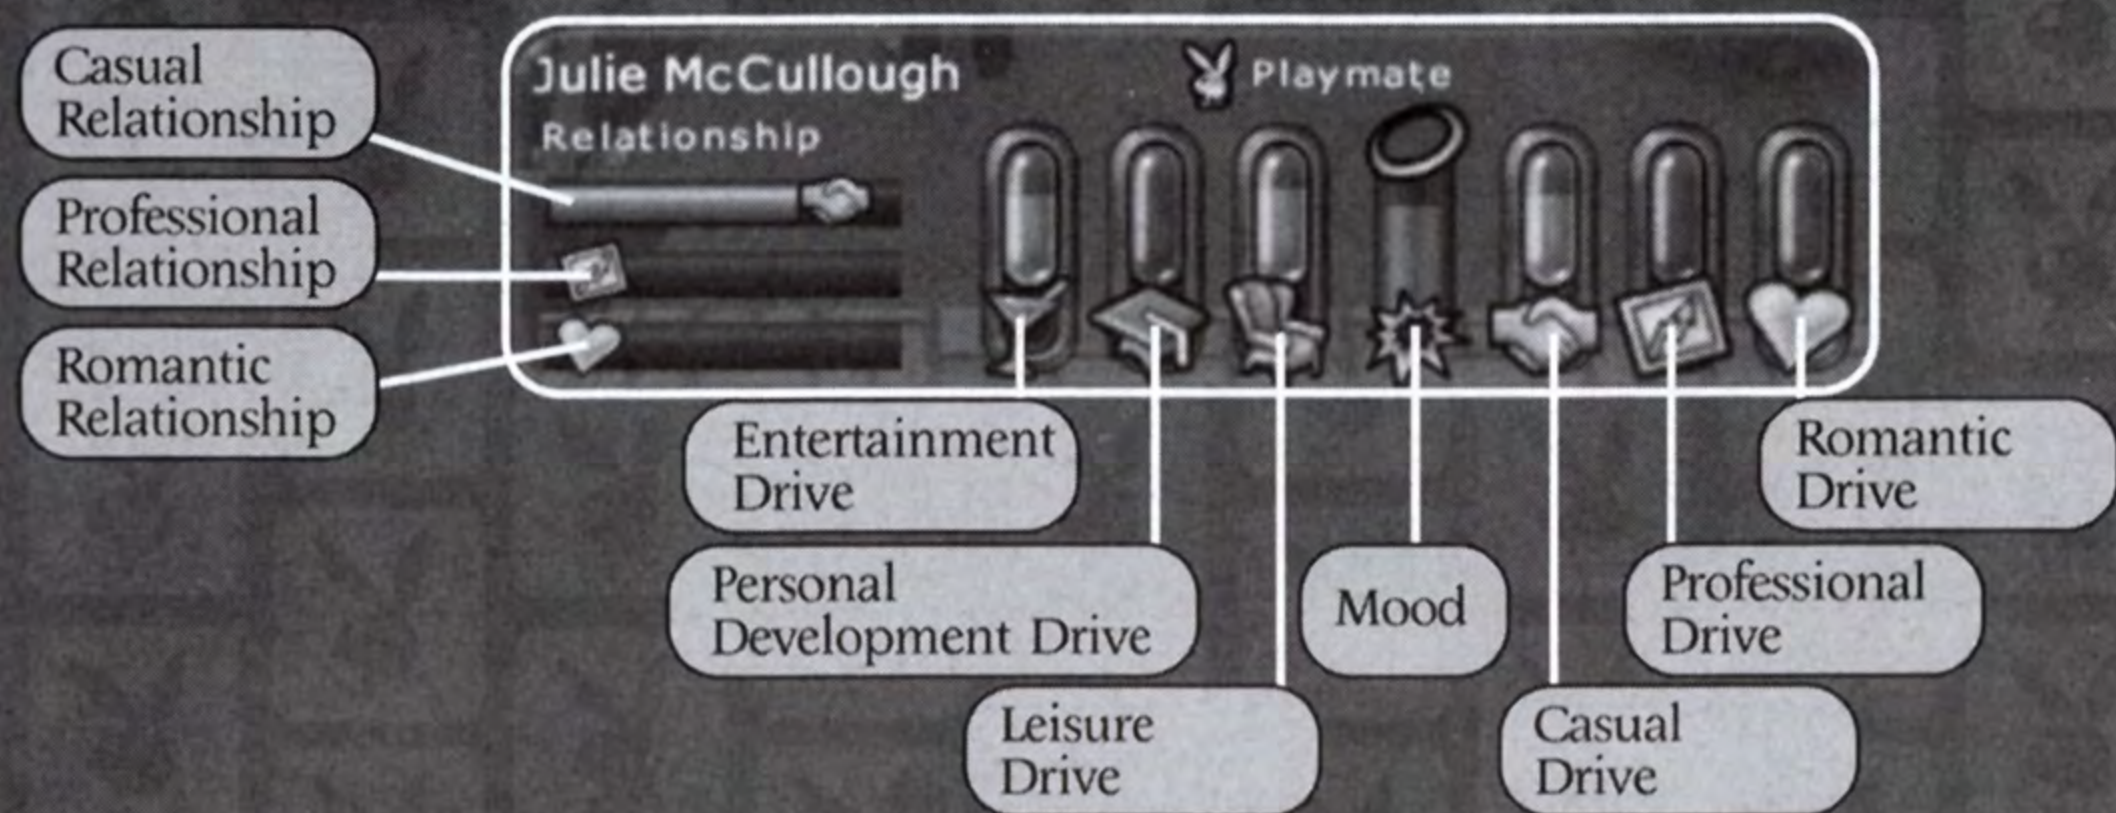 Casual
Relationship
Professional
Relationship
Romantic
Relationship
Julie McCullough
Playmate
Relationship
Entertainment
Drive
Personal
Development Drive
Leisure
Drive
Mood
Casual
Drive
Professional
Drive
Romantic
Drive